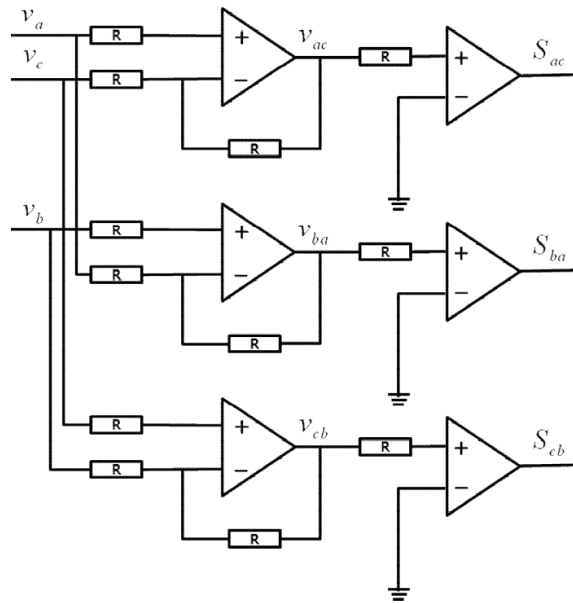 v_a R + v_ac R + S_ac
v_c R − −
R
v_b R + v_ba R + S_ba
R − −
R
R + v_cb R + S_cb
R − −
R